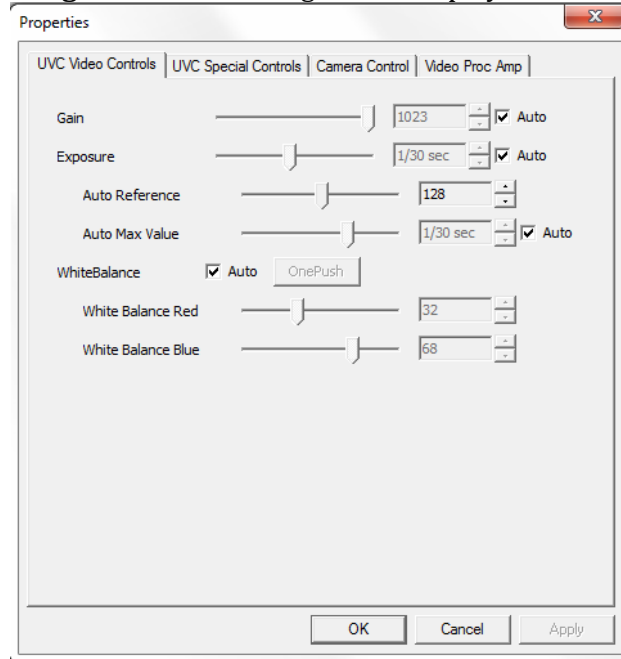 Properties
x
UVC Video Controls UVC Special Controls Camera Control Video Proc Amp
Gain 1023 Auto
Exposure 1/30 sec Auto
Auto Reference 128
Auto Max Value 1/30 sec Auto
WhiteBalance Auto OnePush
White Balance Red 32
White Balance Blue 68
OK Cancel Apply